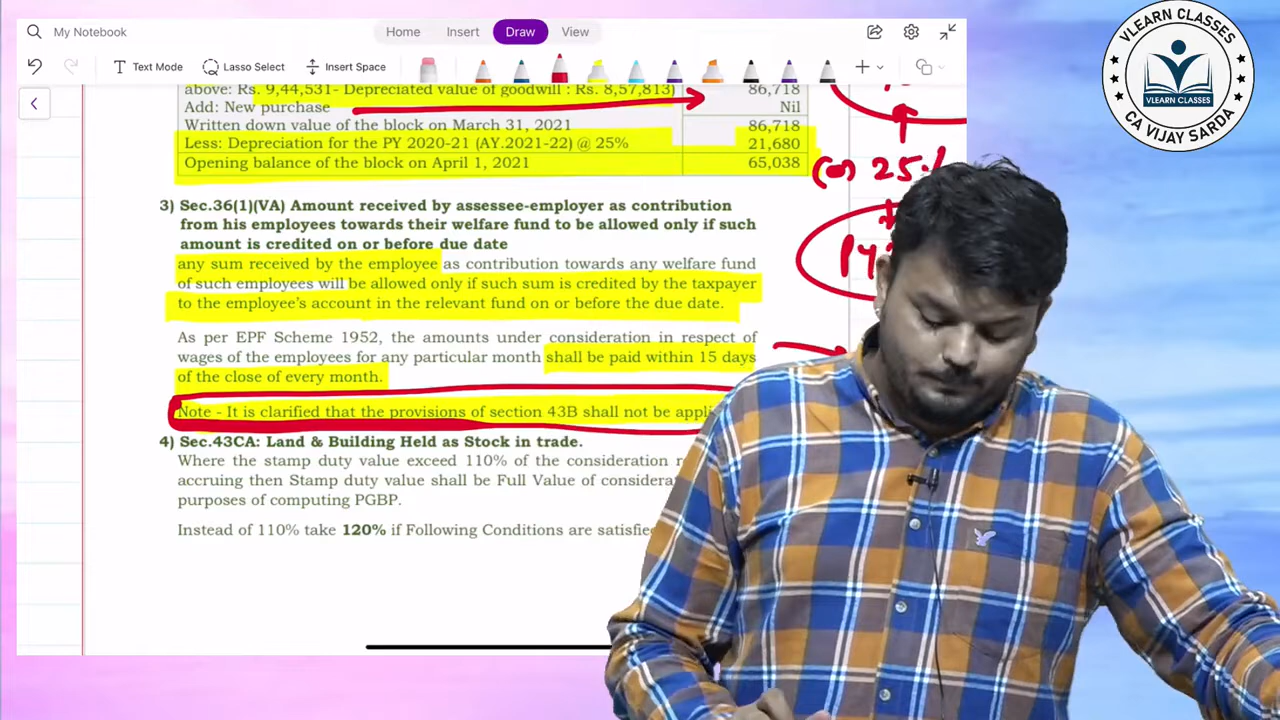 My Notebook
Home Insert Draw View
Text Mode Lasso Select Insert Space
above: Rs. 9,44,531- Depreciated value of goodwill : Rs. 8,57,813) 86,718
Add: New purchase Nil
Written down value of the block on March 31, 2021 86,718
Less: Depreciation for the PY 2020-21 (AY.2021-22) @ 25% 21,680
Opening balance of the block on April 1, 2021 65,038
3) Sec.36(1)(VA) Amount received by assessee-employer as contribution
from his employees towards their welfare fund to be allowed only if such
amount is credited on or before due date
any sum received by the employee as contribution towards any welfare fund
of such employees will be allowed only if such sum is credited by the taxpayer
to the employee's account in the relevant fund on or before the due date.
As per EPF Scheme 1952, the amounts under consideration in respect of
wages of the employees for any particular month shall be paid within 15 days
of the close of every month.
Note - It is clarified that the provisions of section 43B shall not be
4) Sec.43CA: Land & Building Held as Stock in trade.
Where the stamp duty value exceed 110% of the consideration
accruing then Stamp duty value shall be Full Value of
purposes of computing PGBP.
Instead of 110% take 120% if Following Conditions are
25%
PY
VLEARN CLASSES
VLEARN CLASSES
CA VIJAY SARDA